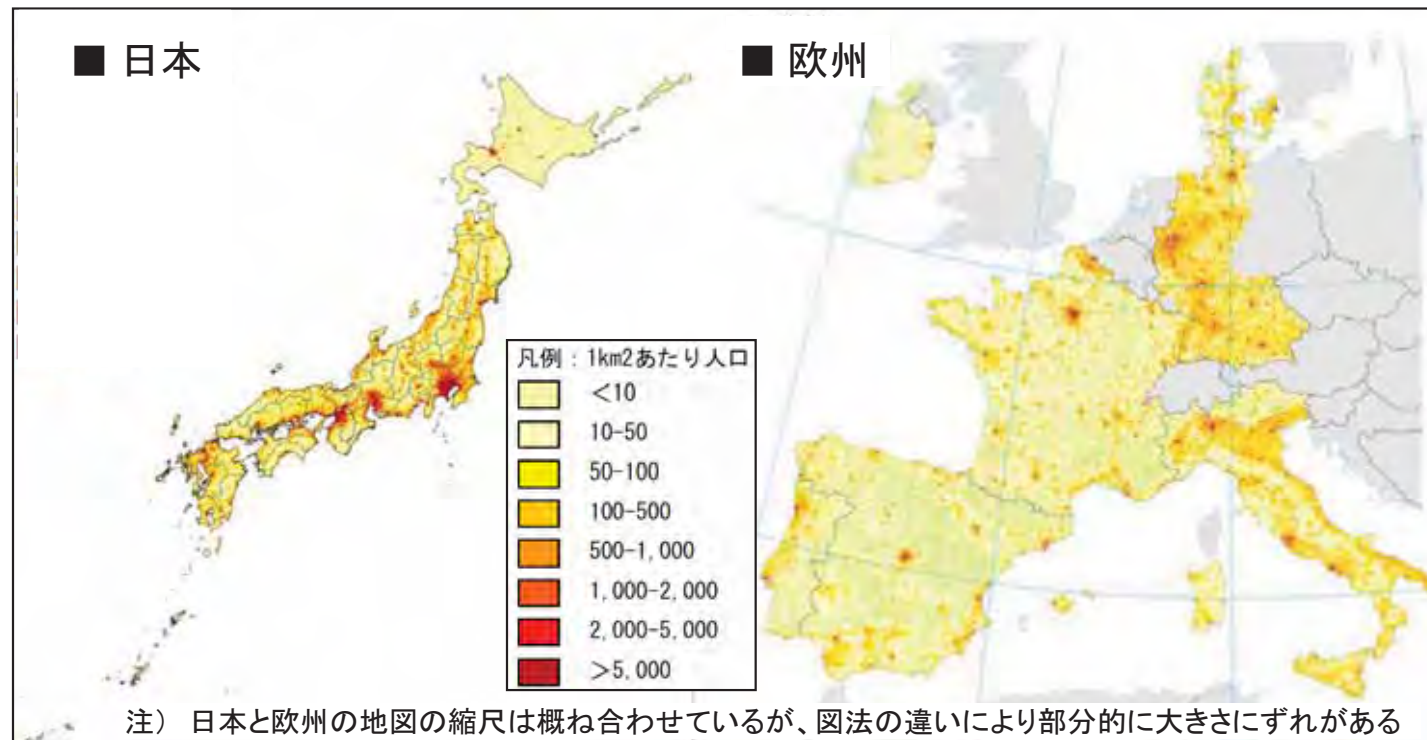 ■ 日本
■ 欧州
凡例：1km2あたり人口
＜10
10-50
50-100
100-500
500-1,000
1,000-2,000
2,000-5,000
＞5,000
注） 日本と欧州の地図の縮尺は概ね合わせているが、図法の違いにより部分的に大きさにずれがある